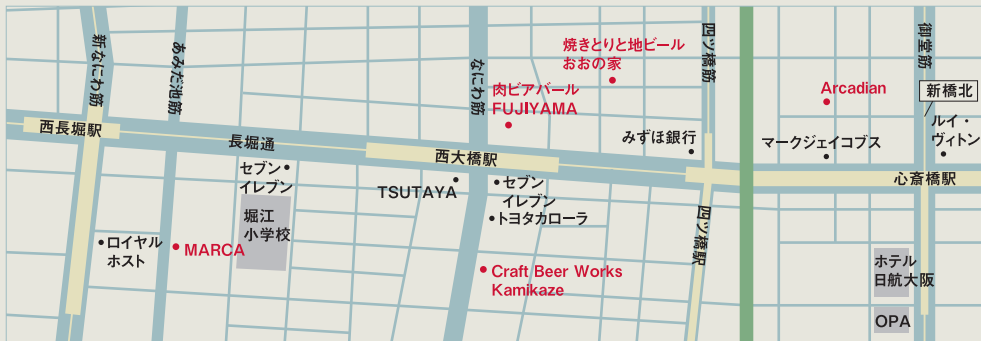 新なにわ筋
あみだ池筋
なにわ筋
四ツ橋筋
御堂筋
焼きとりと地ビール
おおの家
肉ビアバール
FUJIYAMA
Arcadian
新橋北
ルイ・
ヴィトン
みずほ銀行
マークジェイコブス
西長堀駅
長堀通
西大橋駅
心斎橋駅
セブン
イレブン
TSUTAYA
セブン
イレブン
トヨタカローラ
四ツ橋駅
堀江
小学校
ロイヤル
ホスト
MARCA
Craft Beer Works
Kamikaze
ホテル
日航大阪
OPA